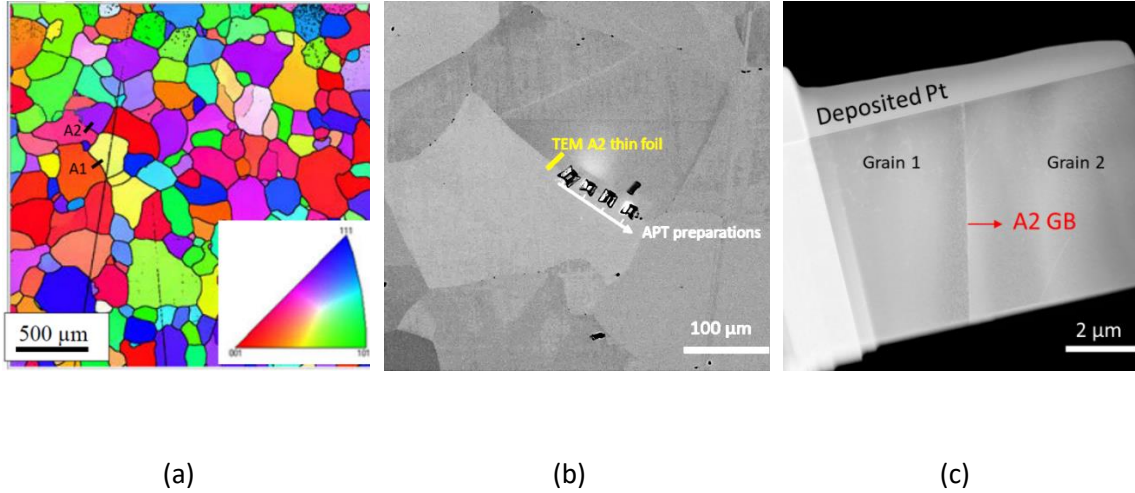 A2
A1
111
001
101
500 µm
(a)
TEM A2 thin foil
APT preparations
100 µm
(b)
Deposited Pt
Grain 1
Grain 2
A2 GB
2 µm
(c)